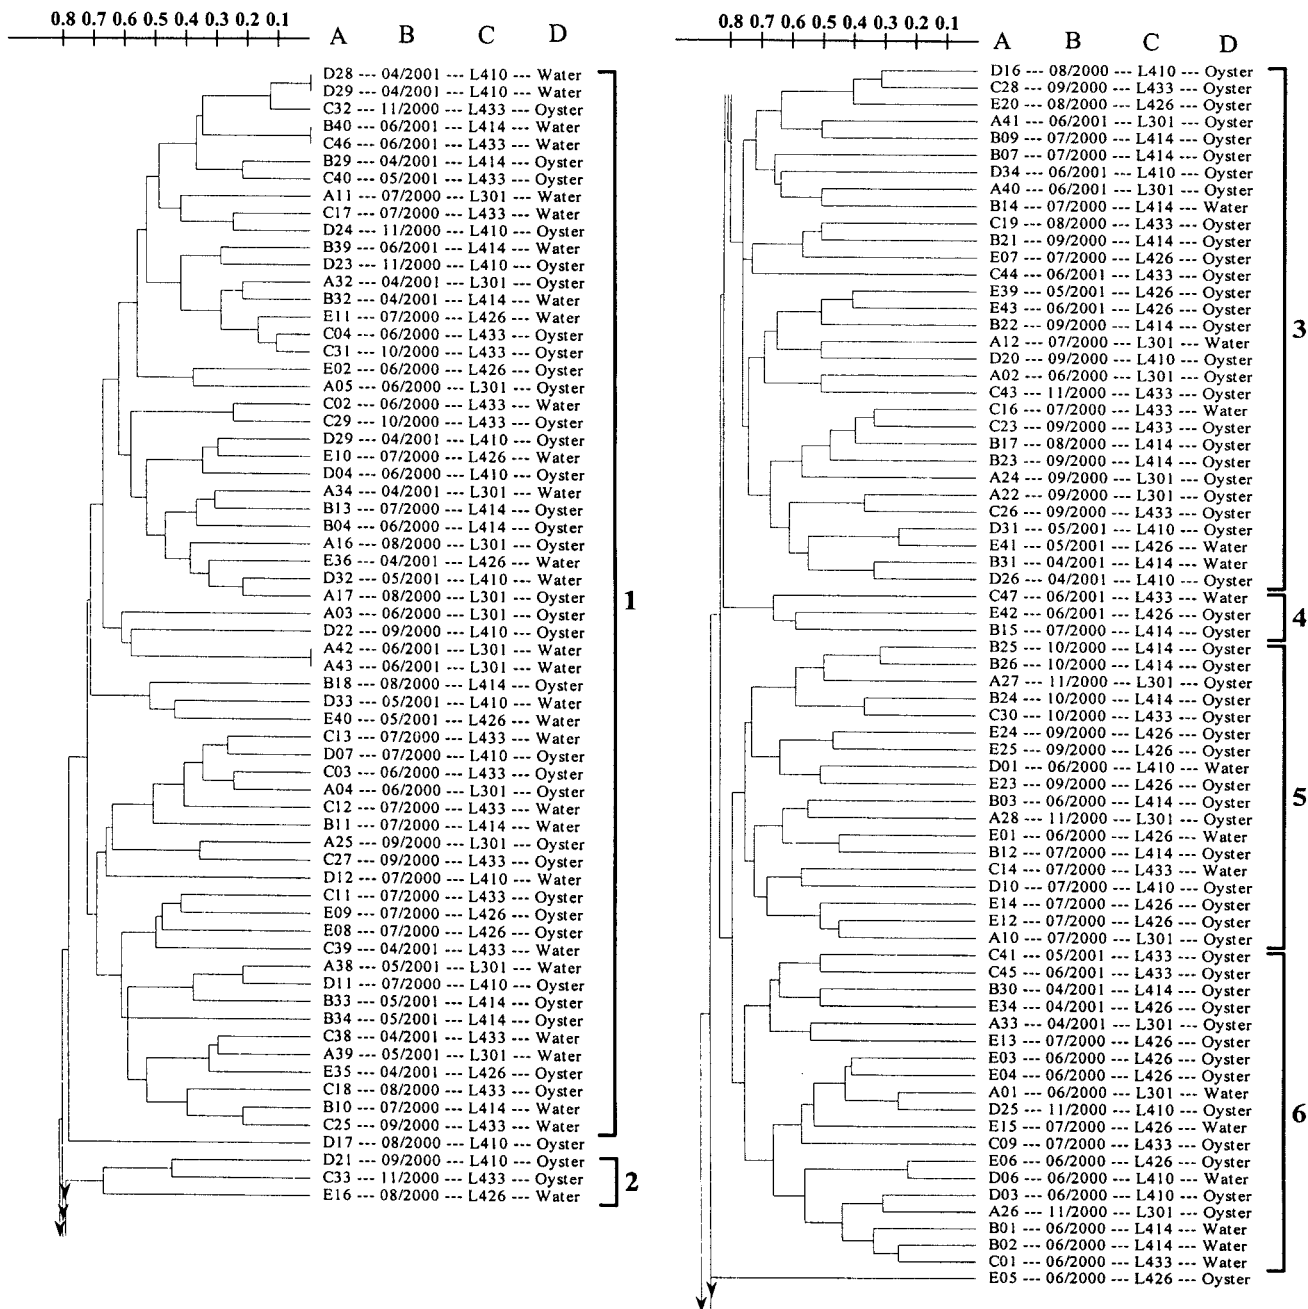 0.8 0.7 0.6 0.5 0.4 0.3 0.2 0.1
A B C D
D28 --- 04/2001 --- L410 --- Water
D29 --- 04/2001 --- L410 --- Water
C32 --- 11/2000 --- L433 --- Oyster
B40 --- 06/2001 --- L414 --- Water
C46 --- 06/2001 --- L433 --- Water
B29 --- 04/2001 --- L414 --- Oyster
C40 --- 05/2001 --- L433 --- Oyster
A11 --- 07/2000 --- L301 --- Water
C17 --- 07/2000 --- L433 --- Water
D24 --- 11/2000 --- L410 --- Oyster
B39 --- 06/2001 --- L414 --- Water
D23 --- 11/2000 --- L410 --- Oyster
A32 --- 04/2001 --- L301 --- Oyster
B32 --- 04/2001 --- L414 --- Water
E11 --- 07/2000 --- L426 --- Water
C04 --- 06/2000 --- L433 --- Oyster
C31 --- 10/2000 --- L433 --- Oyster
E02 --- 06/2000 --- L426 --- Oyster
A05 --- 06/2000 --- L301 --- Oyster
C02 --- 06/2000 --- L433 --- Water
C29 --- 10/2000 --- L433 --- Oyster
D29 --- 04/2001 --- L410 --- Oyster
E10 --- 07/2000 --- L426 --- Water
D04 --- 06/2000 --- L410 --- Oyster
A34 --- 04/2001 --- L301 --- Water
B13 --- 07/2000 --- L414 --- Oyster
B04 --- 06/2000 --- L414 --- Oyster
A16 --- 08/2000 --- L301 --- Oyster
E36 --- 04/2001 --- L426 --- Water
D32 --- 05/2001 --- L410 --- Water
A17 --- 08/2000 --- L301 --- Oyster
A03 --- 06/2000 --- L301 --- Oyster
D22 --- 09/2000 --- L410 --- Oyster
A42 --- 06/2001 --- L301 --- Water
A43 --- 06/2001 --- L301 --- Water
B18 --- 08/2000 --- L414 --- Oyster
D33 --- 05/2001 --- L410 --- Water
E40 --- 05/2001 --- L426 --- Water
C13 --- 07/2000 --- L433 --- Water
D07 --- 07/2000 --- L410 --- Oyster
C03 --- 06/2000 --- L433 --- Oyster
A04 --- 06/2000 --- L301 --- Oyster
C12 --- 07/2000 --- L433 --- Water
B11 --- 07/2000 --- L414 --- Water
A25 --- 09/2000 --- L301 --- Oyster
C27 --- 09/2000 --- L433 --- Oyster
D12 --- 07/2000 --- L410 --- Water
C11 --- 07/2000 --- L433 --- Oyster
E09 --- 07/2000 --- L426 --- Oyster
E08 --- 07/2000 --- L426 --- Oyster
C39 --- 04/2001 --- L433 --- Water
A38 --- 05/2001 --- L301 --- Water
D11 --- 07/2000 --- L410 --- Oyster
B33 --- 05/2001 --- L414 --- Oyster
B34 --- 05/2001 --- L414 --- Oyster
C38 --- 04/2001 --- L433 --- Water
A39 --- 05/2001 --- L301 --- Water
E35 --- 04/2001 --- L426 --- Oyster
C18 --- 08/2000 --- L433 --- Oyster
B10 --- 07/2000 --- L414 --- Water
C25 --- 09/2000 --- L433 --- Water
D17 --- 08/2000 --- L410 --- Oyster
D21 --- 09/2000 --- L410 --- Oyster
C33 --- 11/2000 --- L433 --- Oyster
E16 --- 08/2000 --- L426 --- Water
1
2
0.8 0.7 0.6 0.5 0.4 0.3 0.2 0.1
A B C D
D16 --- 08/2000 --- L410 --- Oyster
C28 --- 09/2000 --- L433 --- Oyster
E20 --- 08/2000 --- L426 --- Oyster
A41 --- 06/2001 --- L301 --- Oyster
B09 --- 07/2000 --- L414 --- Oyster
B07 --- 07/2000 --- L414 --- Oyster
D34 --- 06/2001 --- L410 --- Oyster
A40 --- 06/2001 --- L301 --- Oyster
B14 --- 07/2000 --- L414 --- Water
C19 --- 08/2000 --- L433 --- Oyster
B21 --- 09/2000 --- L414 --- Oyster
E07 --- 07/2000 --- L426 --- Oyster
C44 --- 06/2001 --- L433 --- Oyster
E39 --- 05/2001 --- L426 --- Oyster
E43 --- 06/2001 --- L426 --- Oyster
B22 --- 09/2000 --- L414 --- Oyster
A12 --- 07/2000 --- L301 --- Water
D20 --- 09/2000 --- L410 --- Oyster
A02 --- 06/2000 --- L301 --- Oyster
C43 --- 11/2000 --- L433 --- Oyster
C16 --- 07/2000 --- L433 --- Water
C23 --- 09/2000 --- L433 --- Oyster
B17 --- 08/2000 --- L414 --- Oyster
B23 --- 09/2000 --- L414 --- Oyster
A24 --- 09/2000 --- L301 --- Oyster
A22 --- 09/2000 --- L301 --- Oyster
C26 --- 09/2000 --- L433 --- Oyster
D31 --- 05/2001 --- L410 --- Oyster
E41 --- 05/2001 --- L426 --- Water
B31 --- 04/2001 --- L414 --- Water
D26 --- 04/2001 --- L410 --- Oyster
C47 --- 06/2001 --- L433 --- Water
E42 --- 06/2001 --- L426 --- Oyster
B15 --- 07/2000 --- L414 --- Oyster
B25 --- 10/2000 --- L414 --- Oyster
B26 --- 10/2000 --- L414 --- Oyster
A27 --- 11/2000 --- L301 --- Oyster
B24 --- 10/2000 --- L414 --- Oyster
C30 --- 10/2000 --- L433 --- Oyster
E24 --- 09/2000 --- L426 --- Oyster
E25 --- 09/2000 --- L426 --- Oyster
D01 --- 06/2000 --- L410 --- Water
E23 --- 09/2000 --- L426 --- Oyster
B03 --- 06/2000 --- L414 --- Oyster
A28 --- 11/2000 --- L301 --- Oyster
E01 --- 06/2000 --- L426 --- Water
B12 --- 07/2000 --- L414 --- Oyster
C14 --- 07/2000 --- L433 --- Water
D10 --- 07/2000 --- L410 --- Oyster
E14 --- 07/2000 --- L426 --- Oyster
E12 --- 07/2000 --- L426 --- Oyster
A10 --- 07/2000 --- L301 --- Oyster
C41 --- 05/2001 --- L433 --- Oyster
C45 --- 06/2001 --- L433 --- Oyster
B30 --- 04/2001 --- L414 --- Oyster
E34 --- 04/2001 --- L426 --- Oyster
A33 --- 04/2001 --- L301 --- Oyster
E13 --- 07/2000 --- L426 --- Oyster
E03 --- 06/2000 --- L426 --- Oyster
E04 --- 06/2000 --- L426 --- Oyster
A01 --- 06/2000 --- L301 --- Water
D25 --- 11/2000 --- L410 --- Oyster
E15 --- 07/2000 --- L426 --- Water
C09 --- 07/2000 --- L433 --- Oyster
E06 --- 06/2000 --- L426 --- Oyster
D06 --- 06/2000 --- L410 --- Water
D03 --- 06/2000 --- L410 --- Oyster
A26 --- 11/2000 --- L301 --- Oyster
B01 --- 06/2000 --- L414 --- Water
B02 --- 06/2000 --- L414 --- Water
C01 --- 06/2000 --- L433 --- Water
E05 --- 06/2000 --- L426 --- Oyster
3
4
5
6